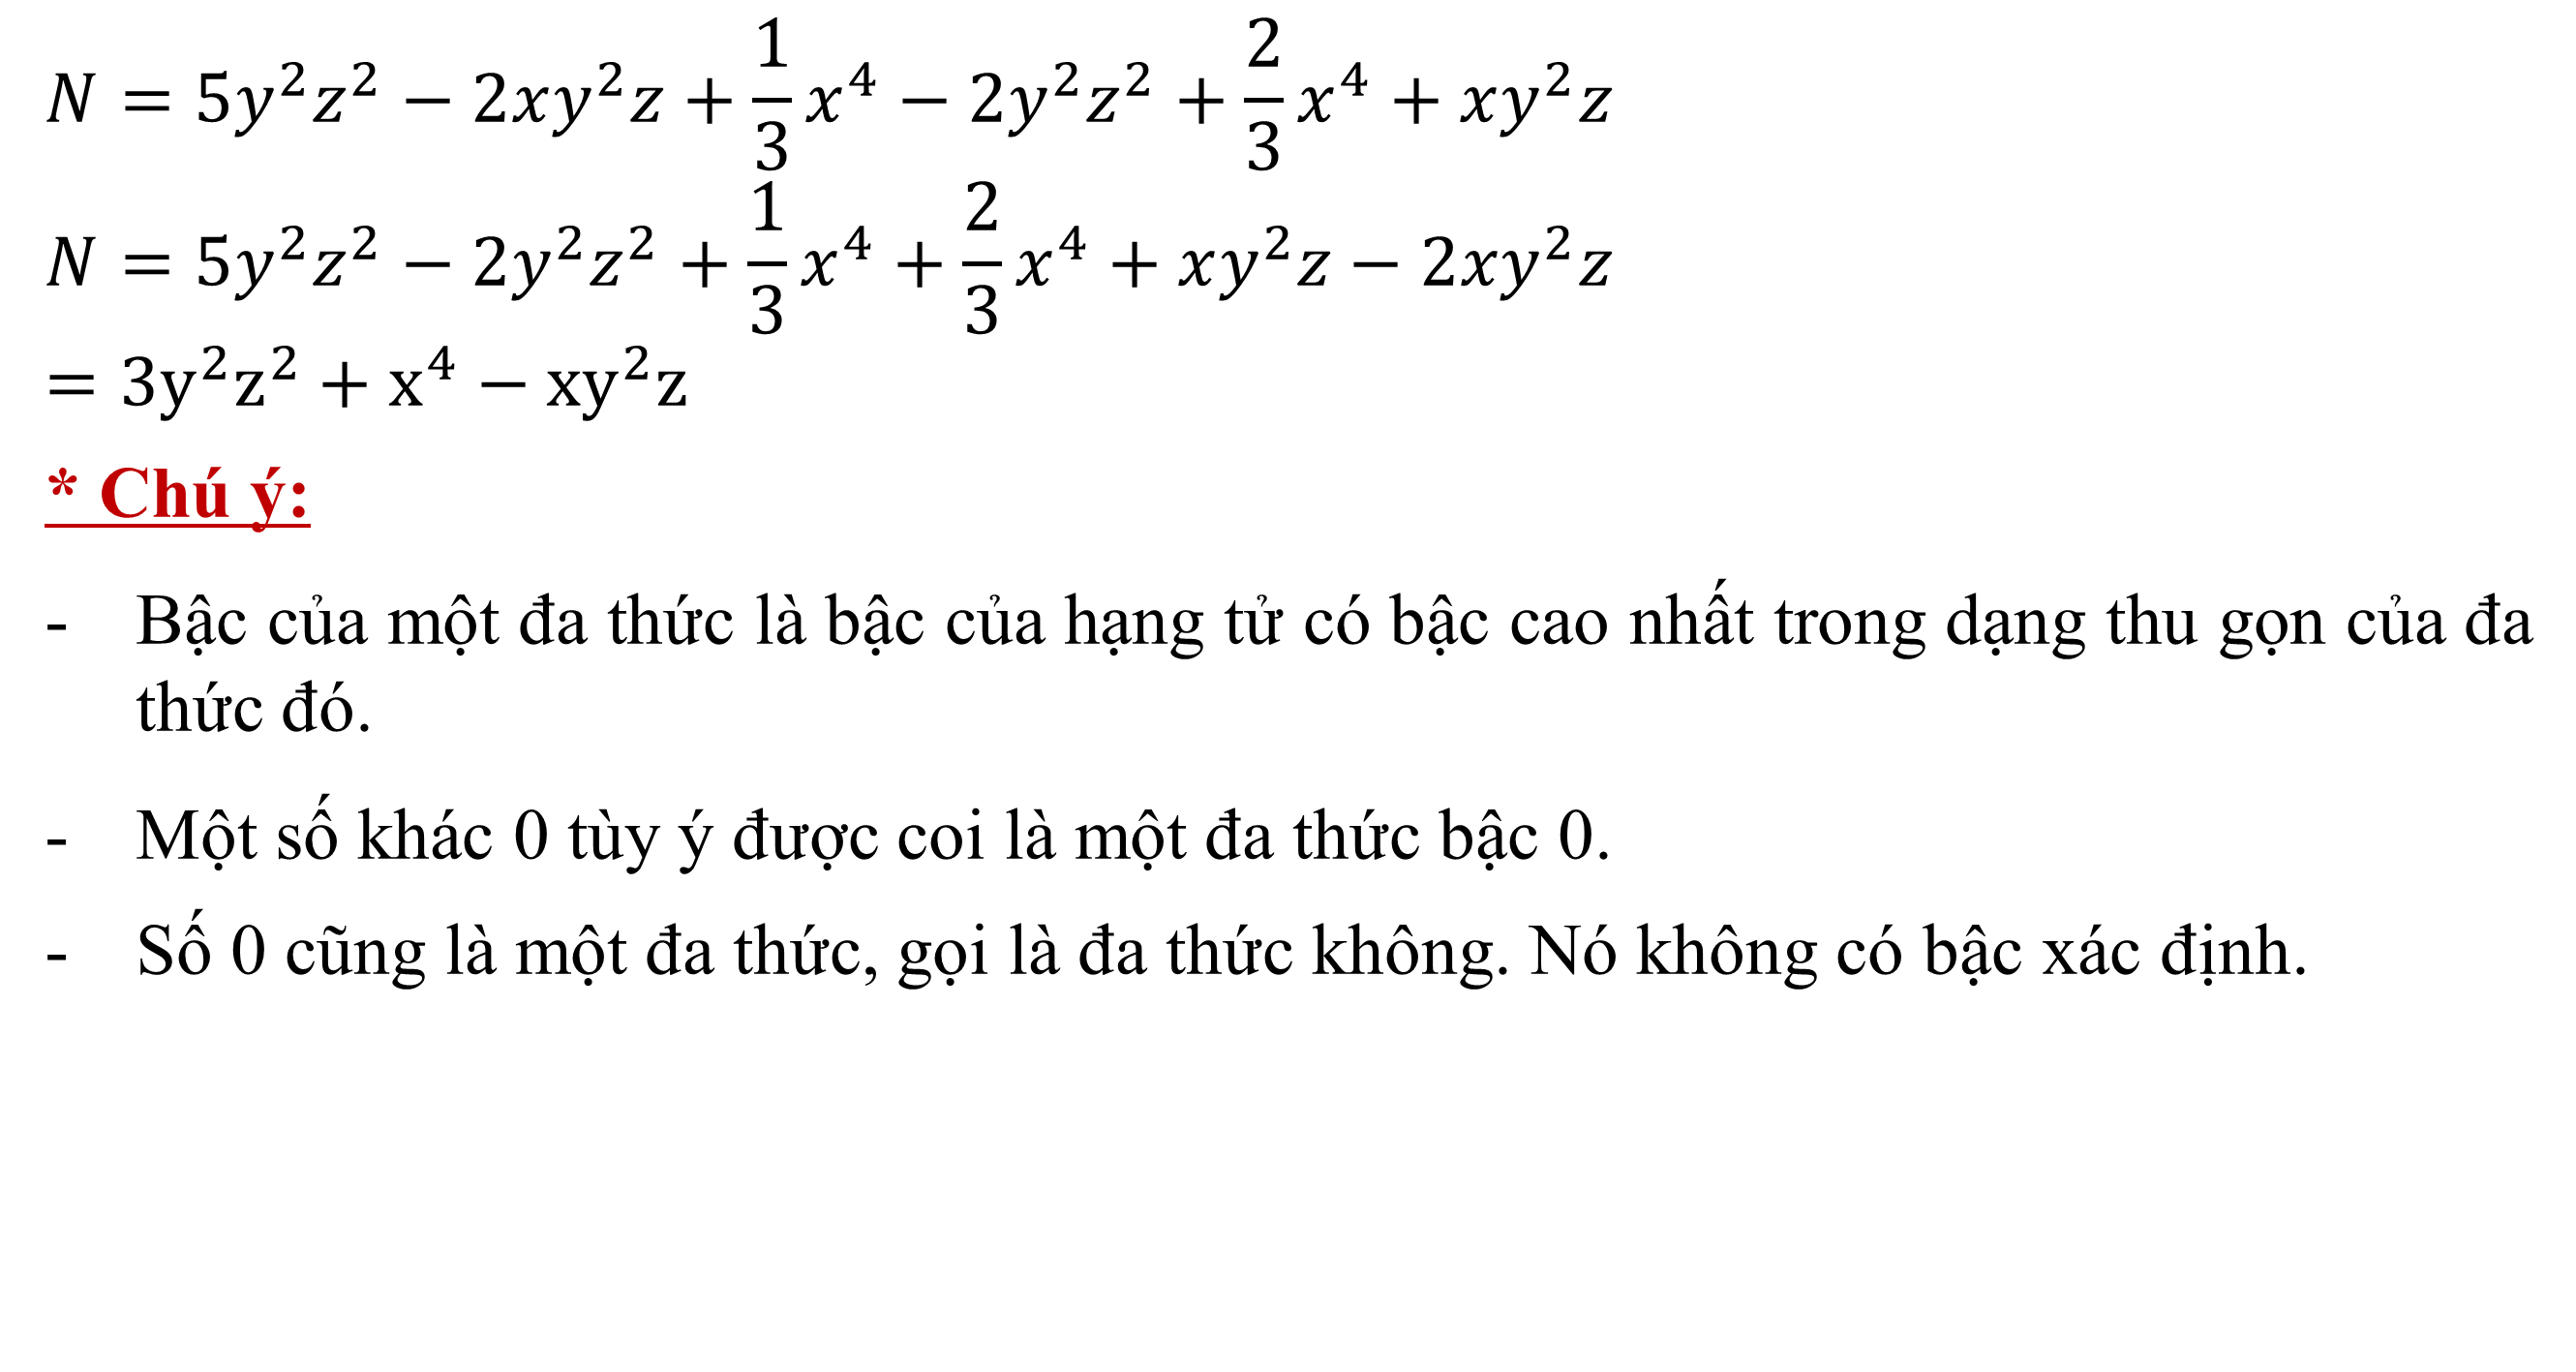 N = 5y²z² − 2xy²z + 1/3 x⁴ − 2y²z² + 2/3 x⁴ + xy²z
N = 5y²z² − 2y²z² + 1/3 x⁴ + 2/3 x⁴ + xy²z − 2xy²z
= 3y²z² + x⁴ − xy²z
* Chú ý:
- Bậc của một đa thức là bậc của hạng tử có bậc cao nhất trong dạng thu gọn của đa
thức đó.
- Một số khác 0 tùy ý được coi là một đa thức bậc 0.
- Số 0 cũng là một đa thức, gọi là đa thức không. Nó không có bậc xác định.